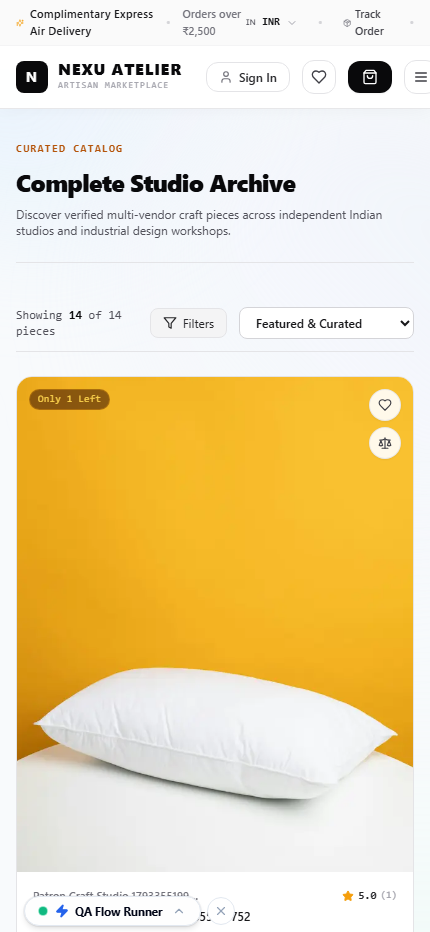 Complimentary Express
Air Delivery
Orders over
₹2,500
IN INR
Track
Order
N
NEXU ATELIER
ARTISAN MARKETPLACE
Sign In
CURATED CATALOG
Complete Studio Archive
Discover verified multi-vendor craft pieces across independent Indian
studios and industrial design workshops.
Showing 14 of 14
pieces
Filters
Featured & Curated
Only 1 Left
5.0 (1)
QA Flow Runner
752